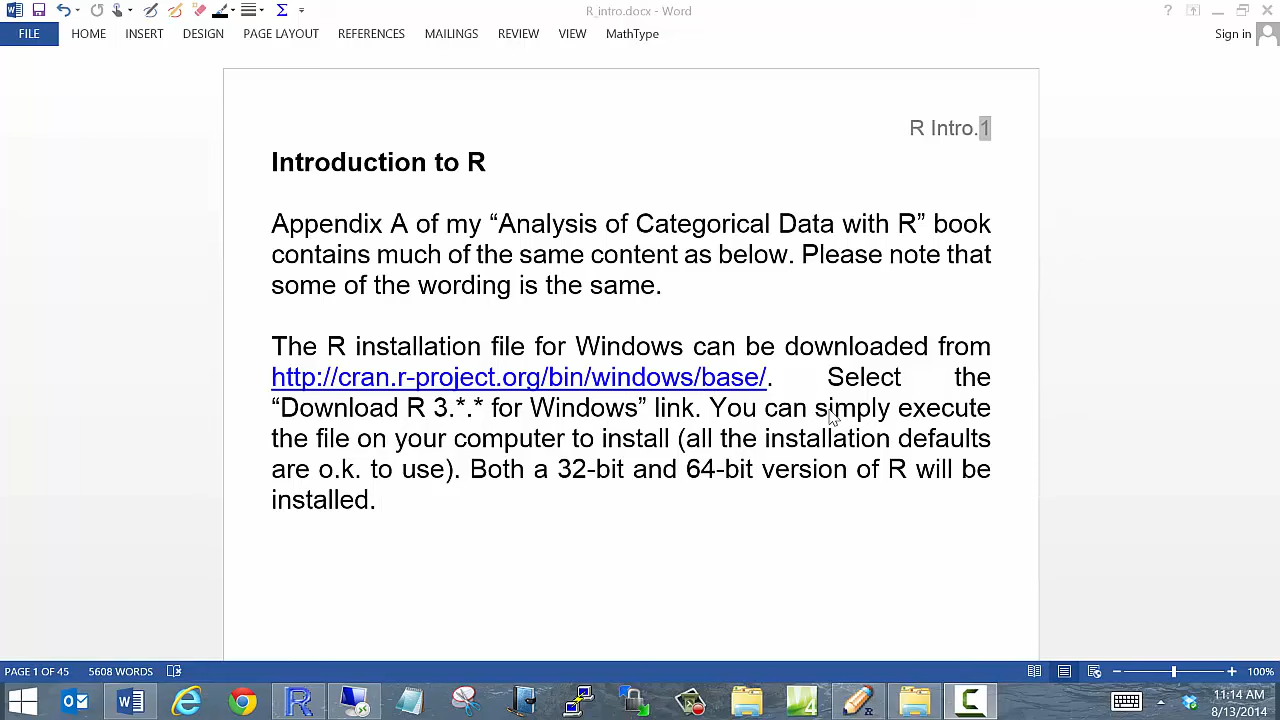 R_intro.docx - Word
?
FILE HOME INSERT DESIGN PAGE LAYOUT REFERENCES MAILINGS REVIEW VIEW MathType Sign in
R Intro.1
Introduction to R
Appendix A of my “Analysis of Categorical Data with R” book
contains much of the same content as below. Please note that
some of the wording is the same.
The R installation file for Windows can be downloaded from
http://cran.r-project.org/bin/windows/base/. Select the
“Download R 3.*.* for Windows” link. You can simply execute
the file on your computer to install (all the installation defaults
are o.k. to use). Both a 32-bit and 64-bit version of R will be
installed.
PAGE 1 OF 45 5608 WORDS 100%
11:14 AM
8/13/2014